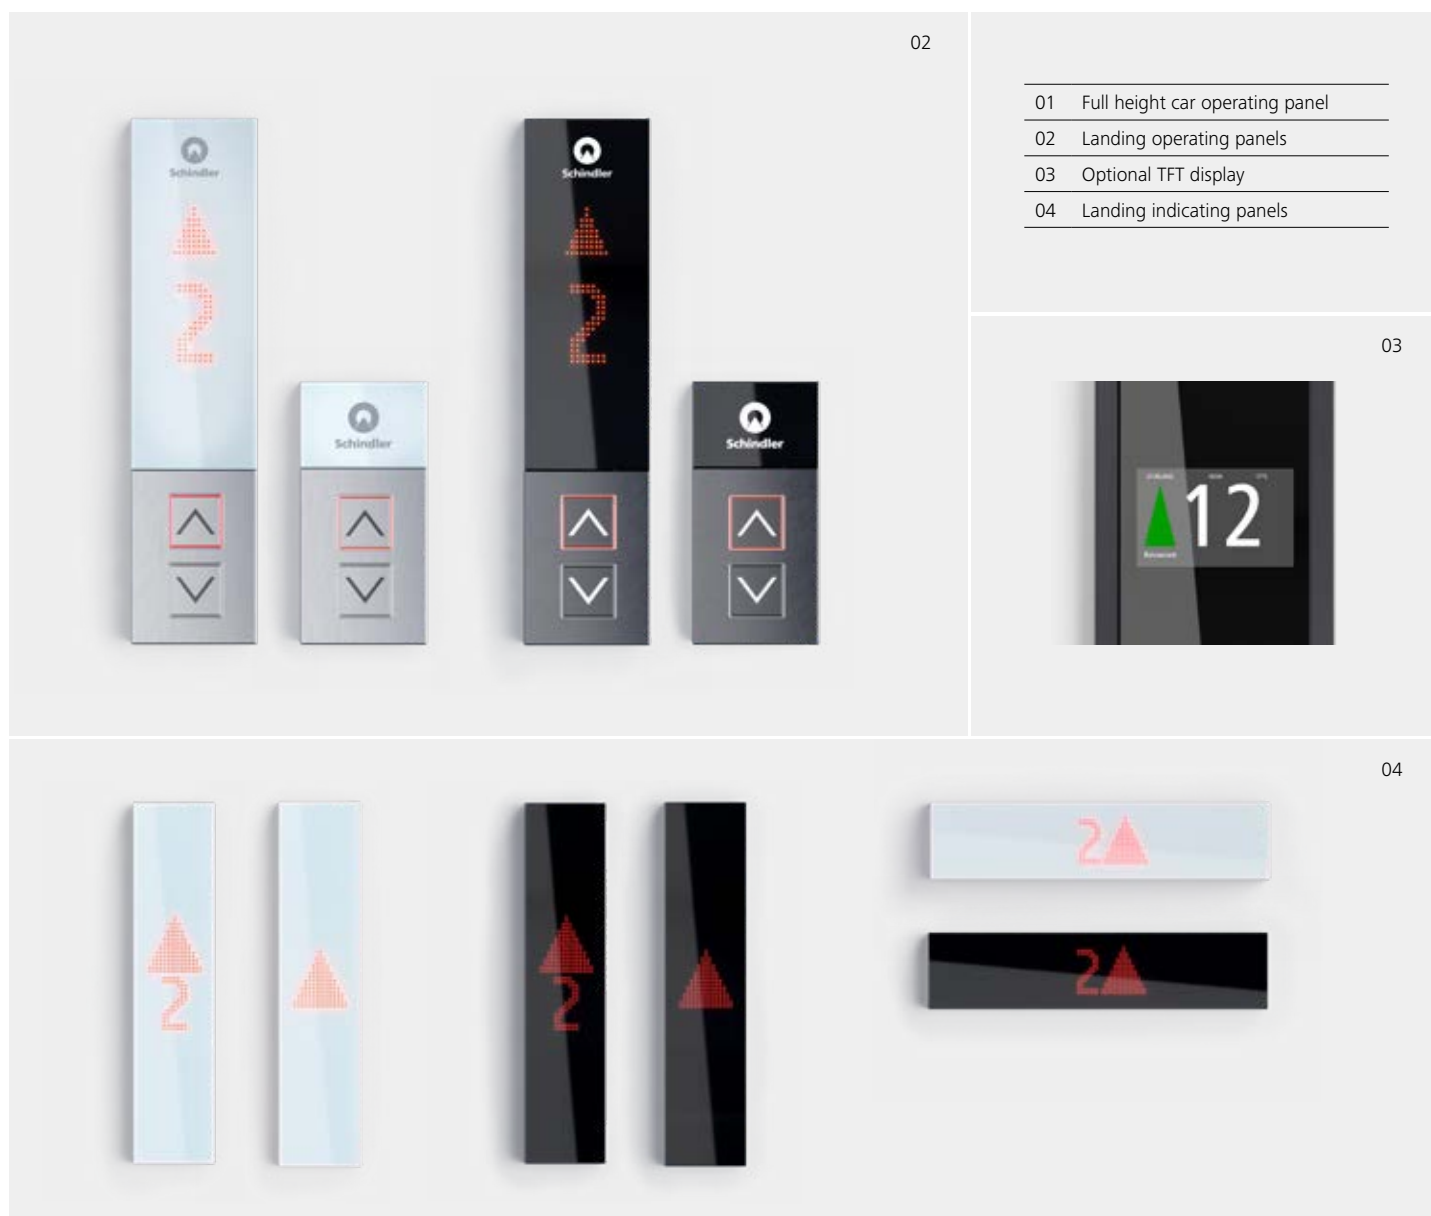 02
Schindler
2
Schindler
Schindler
2
Schindler
01 Full height car operating panel
02 Landing operating panels
03 Optional TFT display
04 Landing indicating panels
03
12
04
2
2
2
2